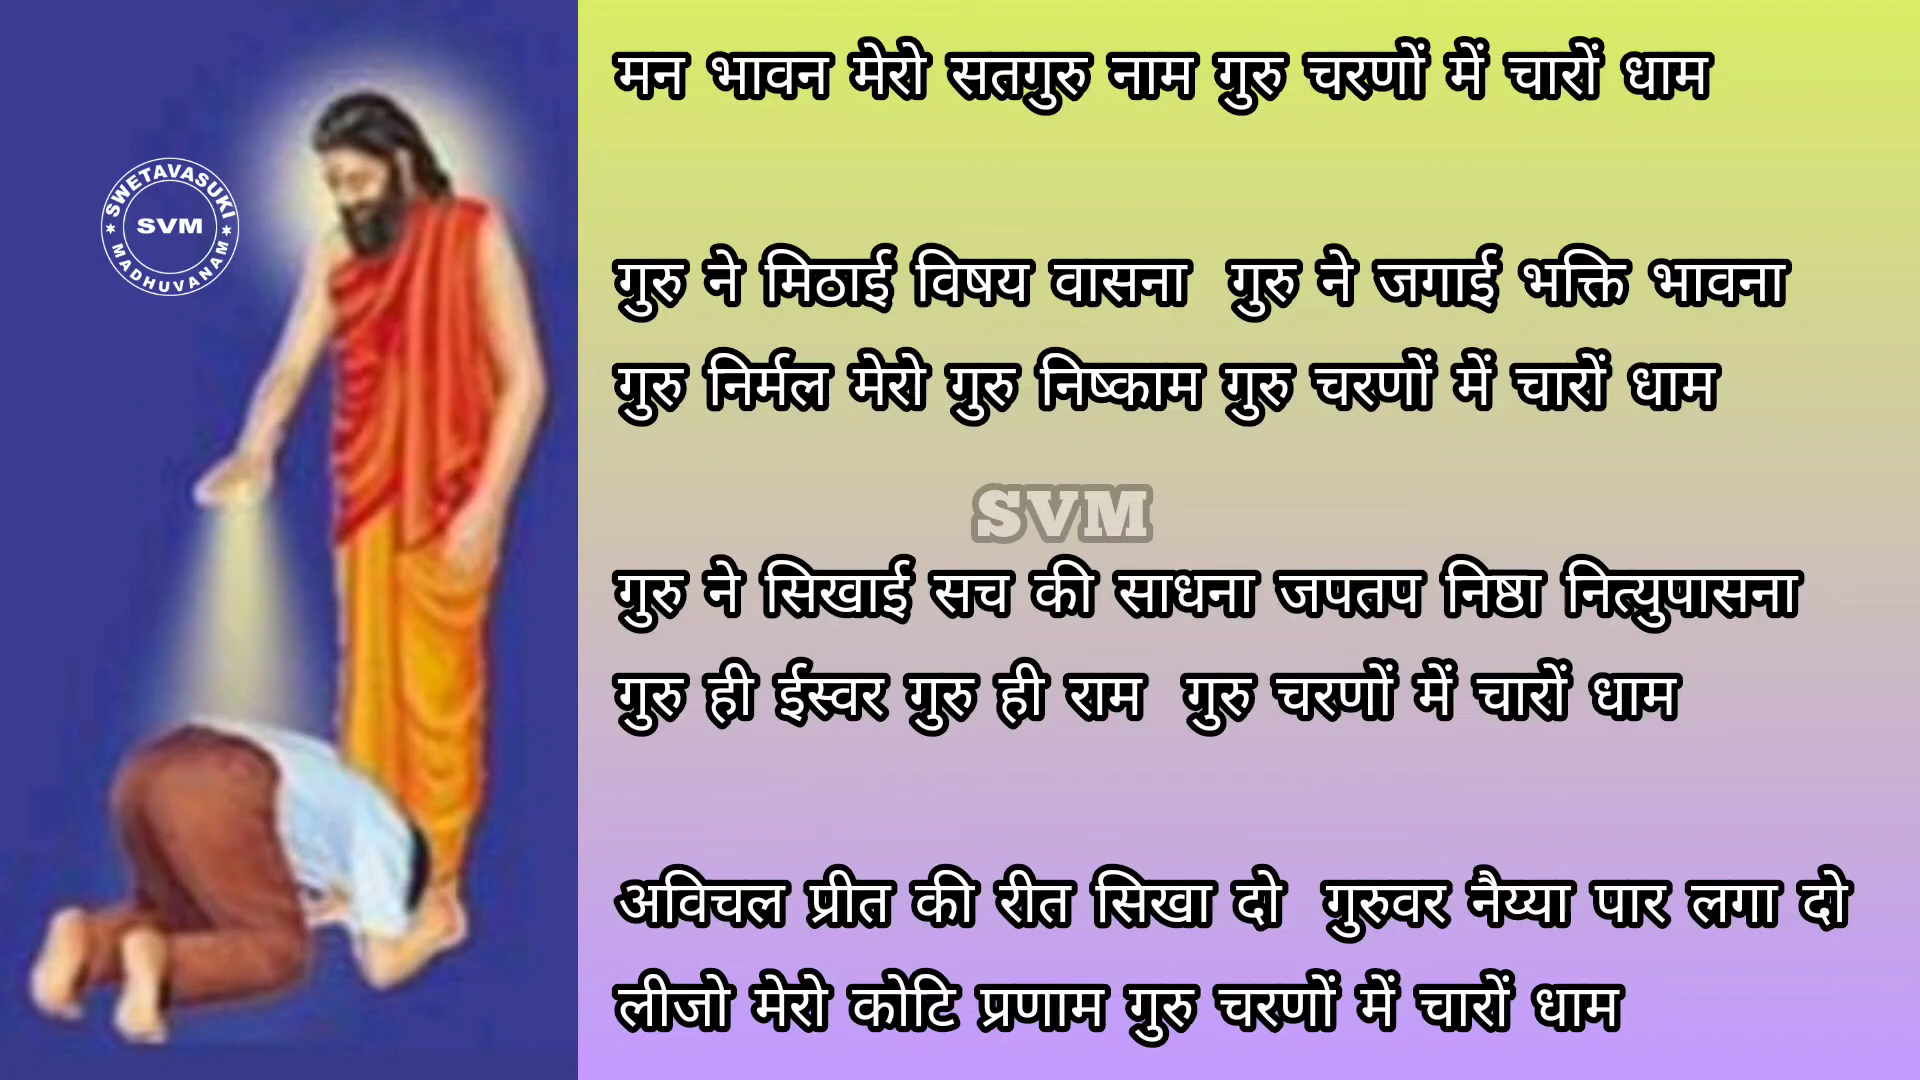 SWETAVASUKI
SVM
MADHUVANAM
मन भावन मेरो सतगुरु नाम गुरु चरणों में चारों धाम
गुरु ने मिठाई विषय वासना गुरु ने जगाई भक्ति भावना
गुरु निर्मल मेरो गुरु निष्काम गुरु चरणों में चारों धाम
SVM
गुरु ने सिखाई सच की साधना जपतप निष्ठा नित्युपासना
गुरु ही ईस्वर गुरु ही राम गुरु चरणों में चारों धाम
अविचल प्रीत की रीत सिखा दो गुरुवर नैय्या पार लगा दो
लीजो मेरो कोटि प्रणाम गुरु चरणों में चारों धाम